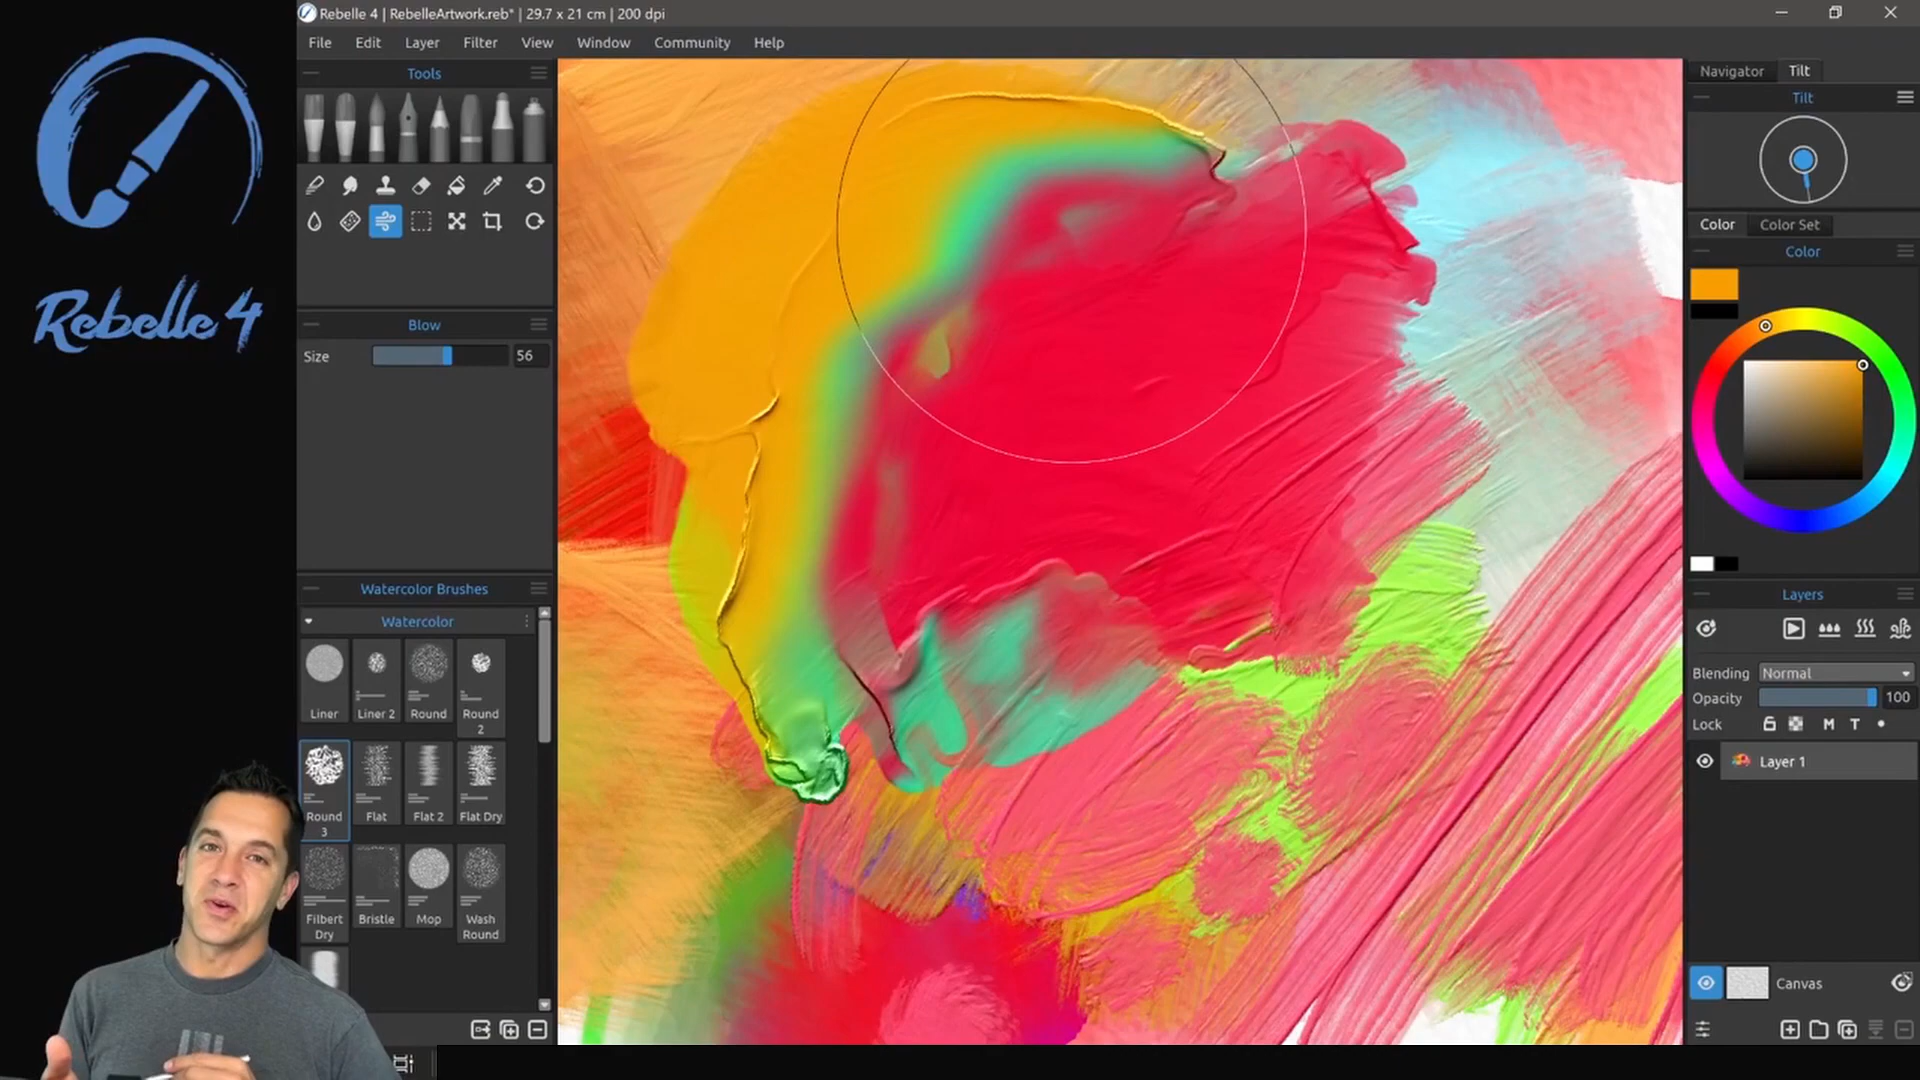 Rebelle 4 | RebelleArtwork.reb* | 29.7 x 21 cm | 200 dpi
File Edit Layer Filter View Window Community Help
Rebelle 4
Tools
Blow
Size 56
Watercolor Brushes
Watercolor
Liner
Liner 2
Round
Round 2
Round 3
Flat
Flat 2
Flat Dry
Filbert Dry
Bristle
Mop
Wash Round
Navigator Tilt
Tilt
Color Color Set
Color
Layers
Blending Normal
Opacity 100
Lock M T
Layer 1
Canvas